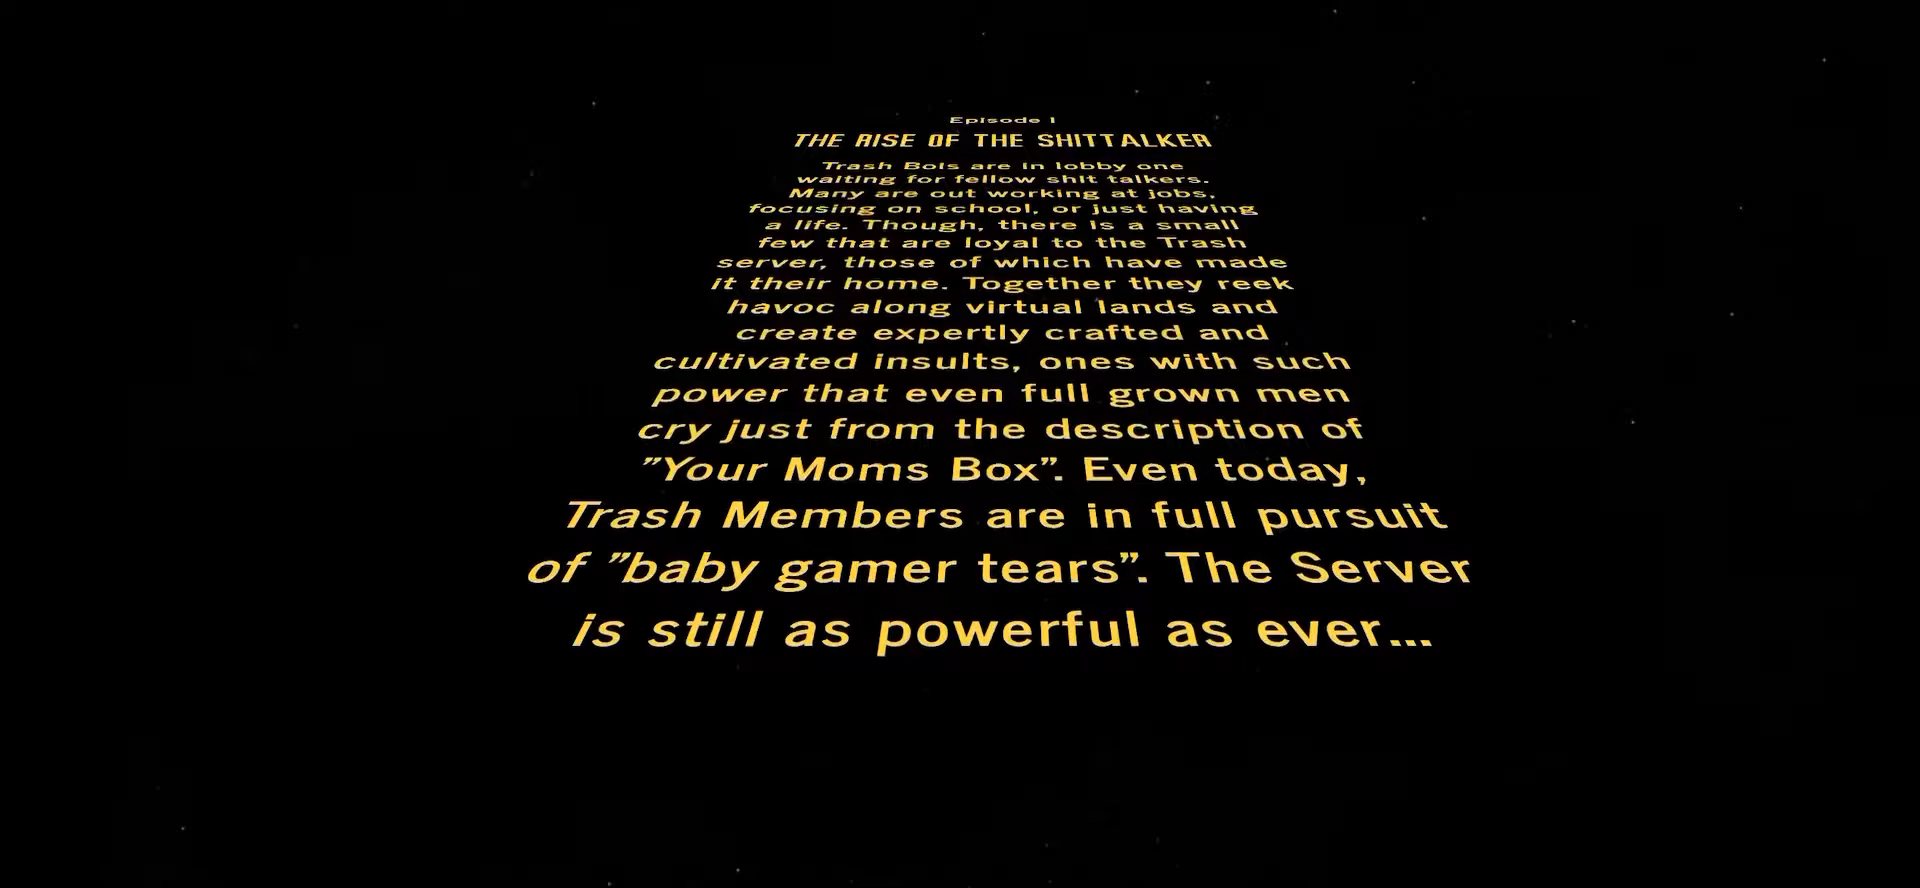 Episode I
THE RISE OF THE SHITTALKER
Trash Bois are in lobby one
waiting for fellow shit talkers.
Many are out working at jobs,
focusing on school, or just having
a life. Though, there is a small
few that are loyal to the Trash
server, those of which have made
it their home. Together they reek
havoc along virtual lands and
create expertly crafted and
cultivated insults, ones with such
power that even full grown men
cry just from the description of
"Your Moms Box". Even today,
Trash Members are in full pursuit
of "baby gamer tears". The Server
is still as powerful as ever...